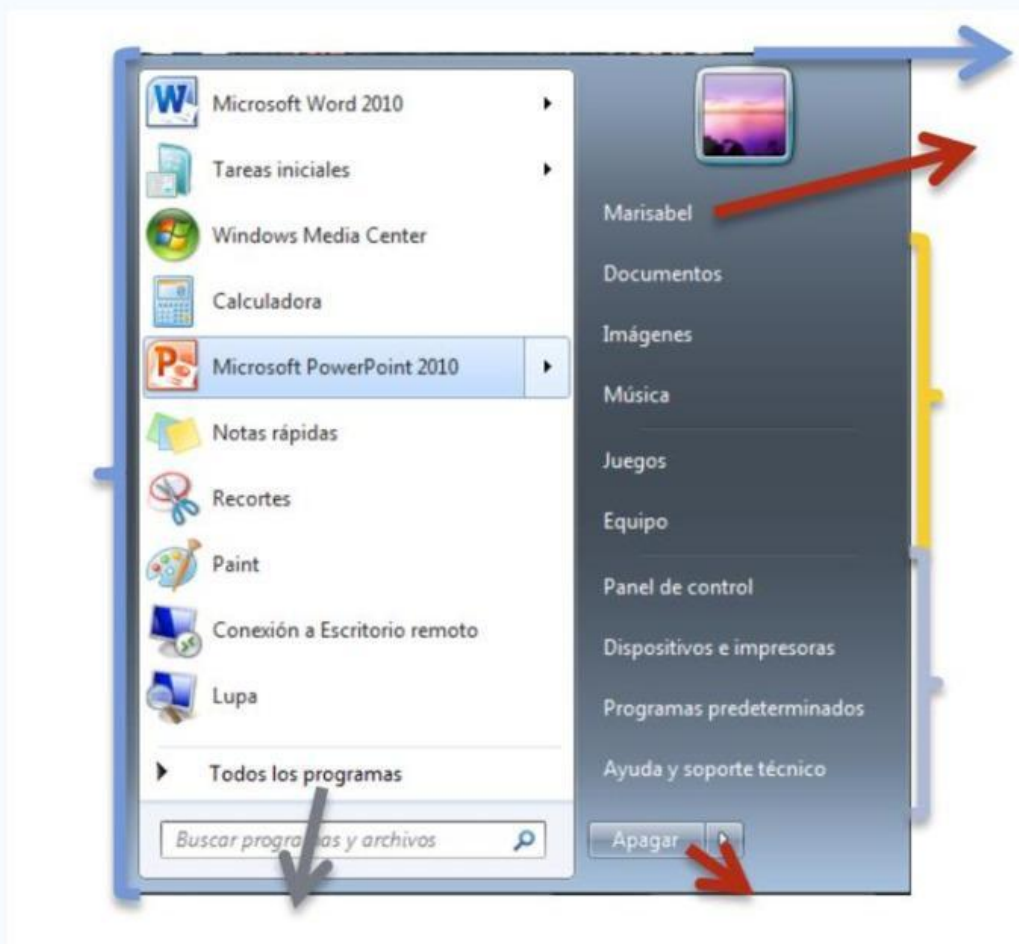 Microsoft Word 2010
Tareas iniciales
Windows Media Center
Calculadora
Microsoft PowerPoint 2010
Notas rápidas
Recortes
Paint
Conexión a Escritorio remoto
Lupa
Todos los programas
Buscar programas y archivos
Marisabel
Documentos
Imágenes
Música
Juegos
Equipo
Panel de control
Dispositivos e impresoras
Programas predeterminados
Ayuda y soporte técnico
Apagar